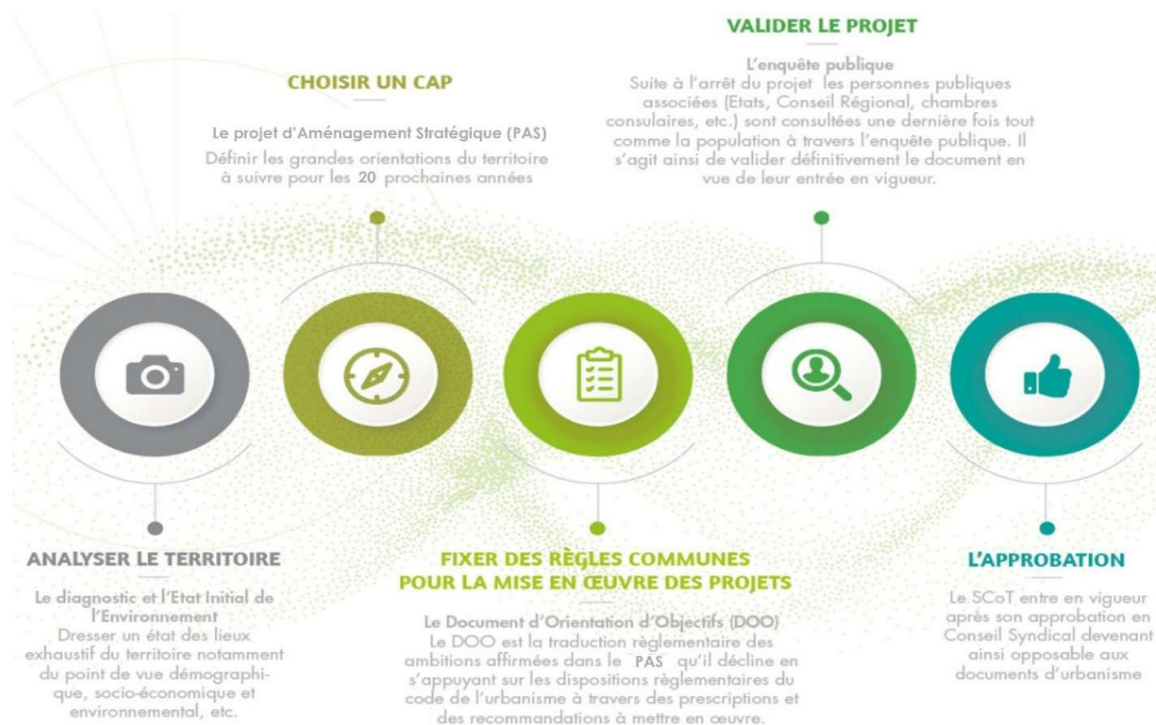 ANALYSER LE TERRITOIRE
Le diagnostic et l'Etat Initial de
l'Environnement
Dresser un état des lieux
exhaustif du territoire notamment
du point de vue démographi-
que, socio-économique et
environnemental, etc.
CHOISIR UN CAP
Le projet d'Aménagement Stratégique (PAS)
Définir les grandes orientations du territoire
à suivre pour les 20 prochaines années
FIXER DES RÈGLES COMMUNES
POUR LA MISE EN ŒUVRE DES PROJETS
Le Document d'Orientation d'Objectifs (DOO)
Le DOO est la traduction règlementaire des
ambitions affirmées dans le PAS qu'il décline en
s'appuyant sur les dispositions règlementaires du
code de l'urbanisme à travers des prescriptions et
des recommandations à mettre en œuvre.
VALIDER LE PROJET
L'enquête publique
Suite à l'arrêt du projet les personnes publiques
associées (Etats, Conseil Régional, chambres
consulaires, etc.) sont consultées une dernière fois tout
comme la population à travers l'enquête publique. Il
s'agit ainsi de valider définitivement le document en
vue de leur entrée en vigueur.
L'APPROBATION
Le SCoT entre en vigueur
après son approbation en
Conseil Syndical devenant
ainsi opposable aux
documents d'urbanisme